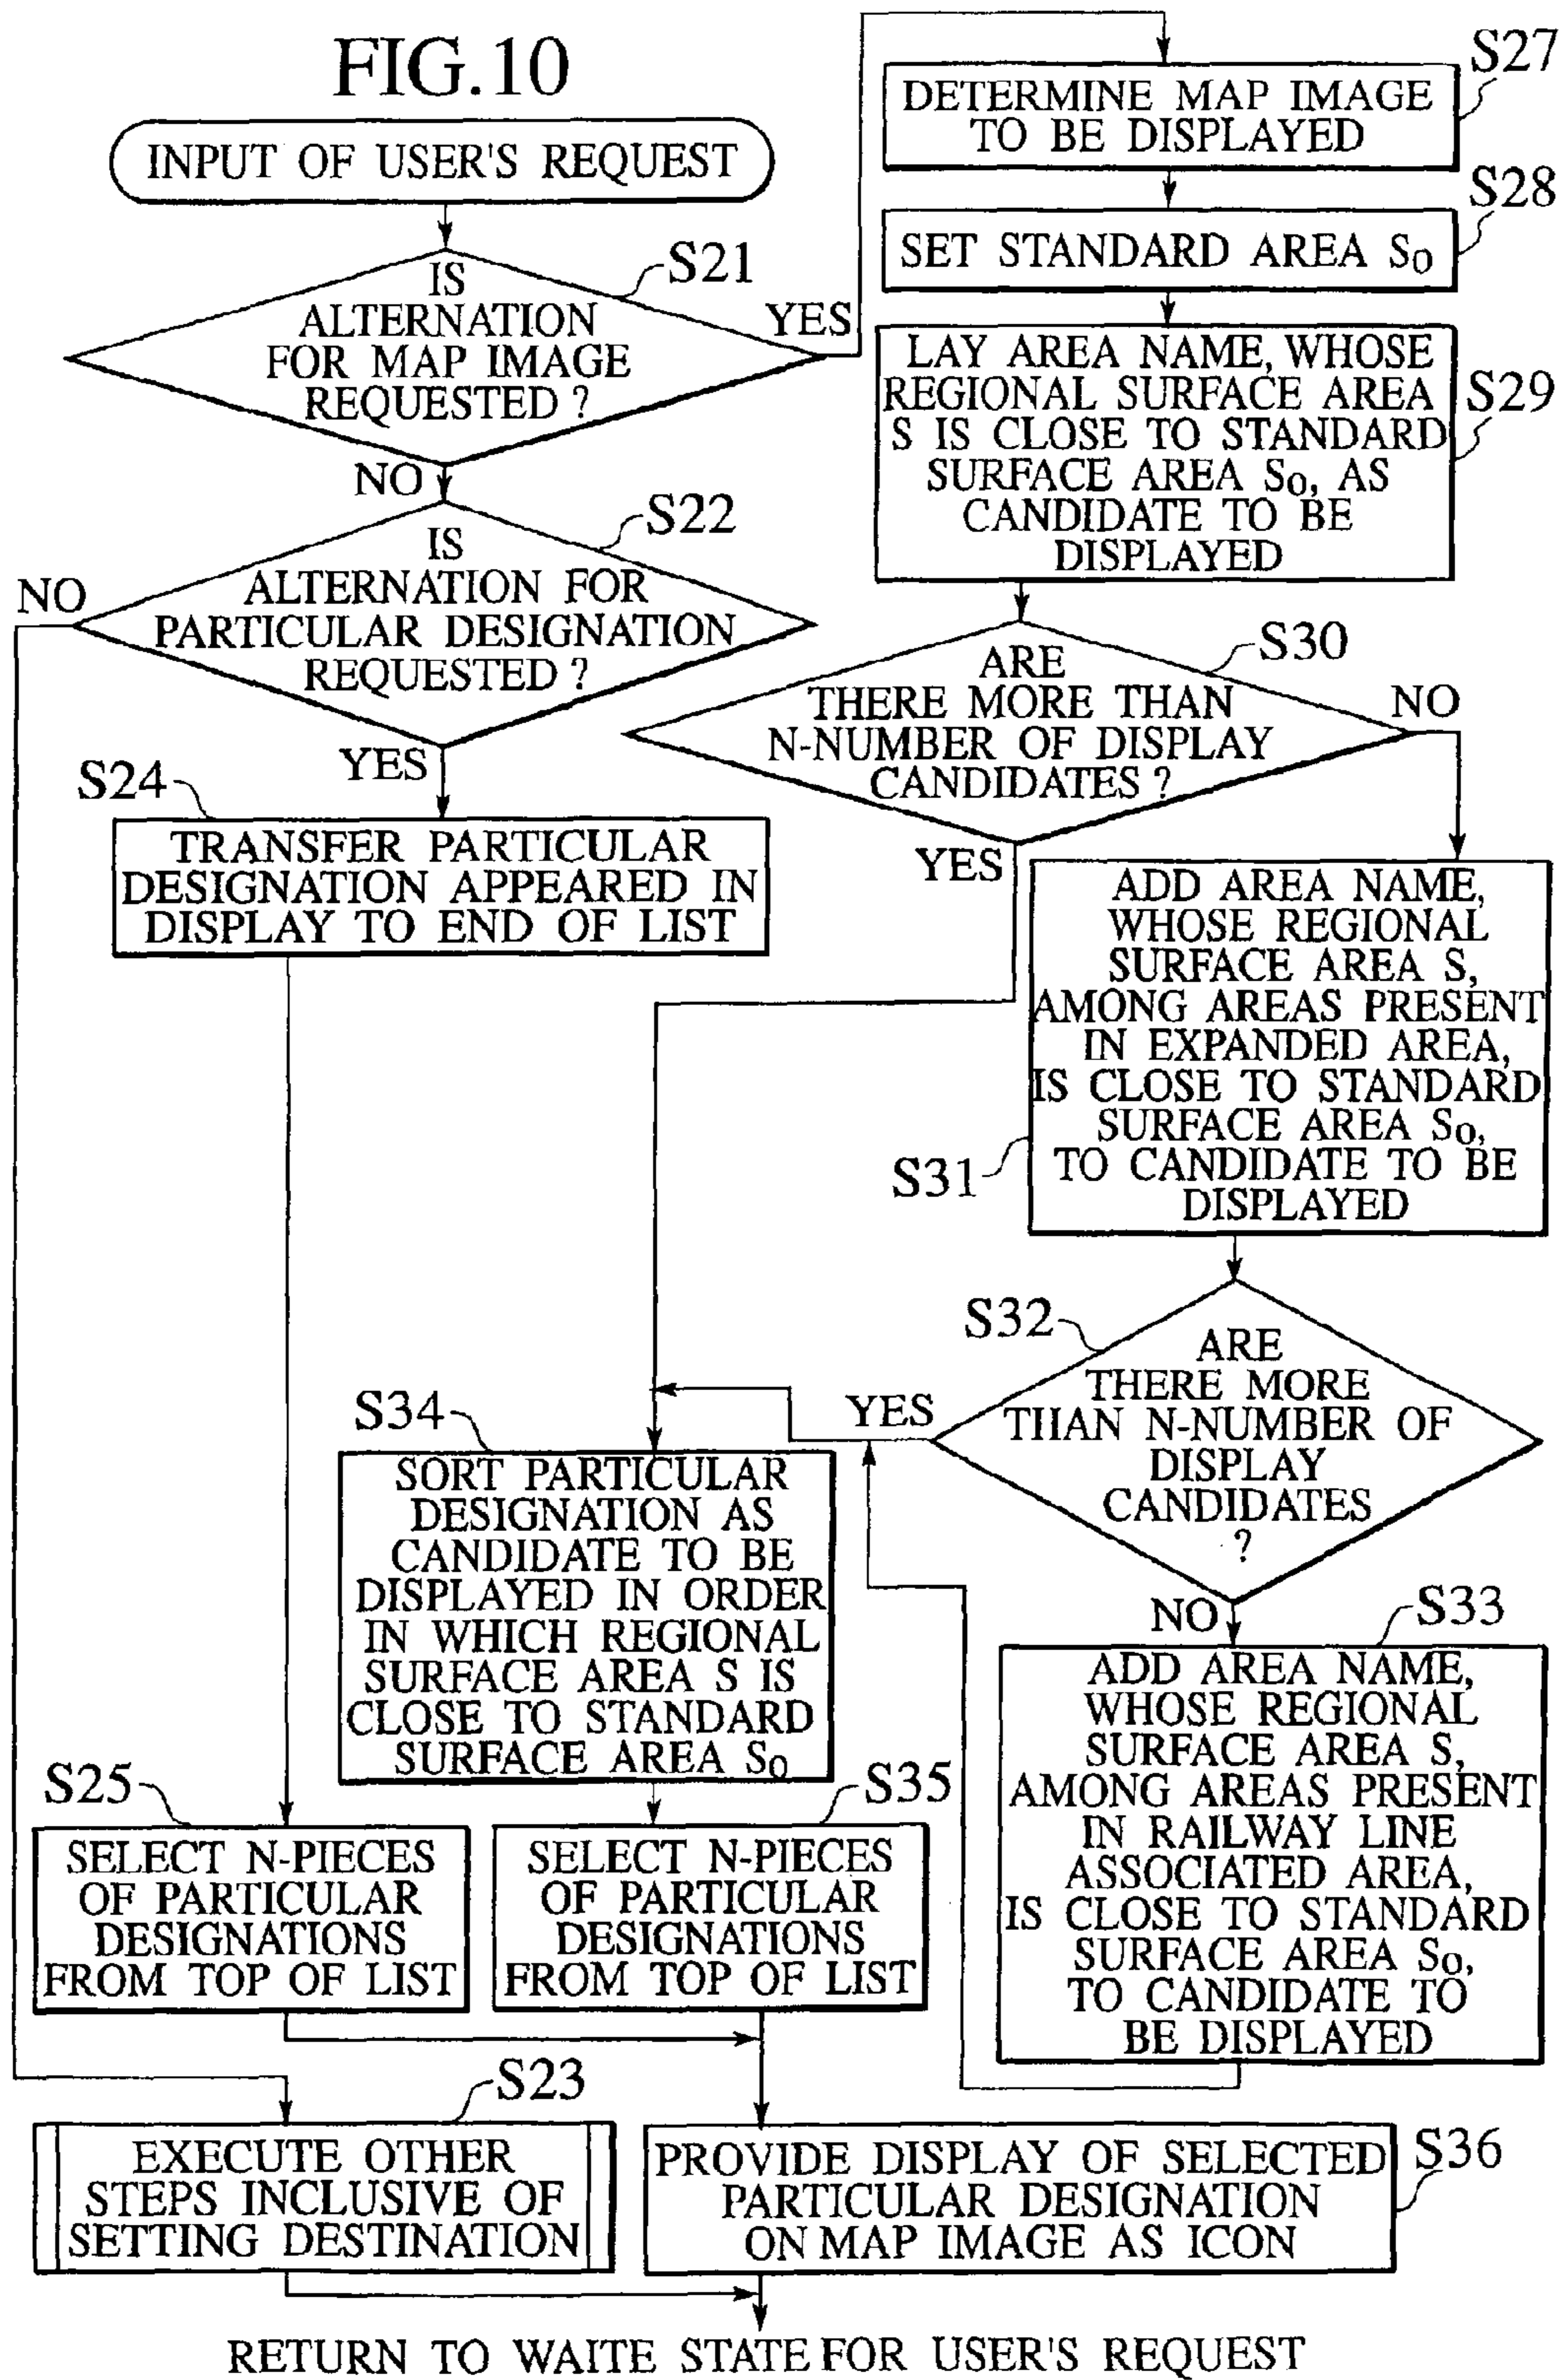 FIG.10
INPUT OF USER'S REQUEST
S21
IS
ALTERNATION
FOR MAP IMAGE
REQUESTED ?
YES
NO
S22
IS
ALTERNATION FOR
PARTICULAR DESIGNATION
REQUESTED ?
NO
YES
S24
TRANSFER PARTICULAR
DESIGNATION APPEARED IN
DISPLAY TO END OF LIST
S27
DETERMINE MAP IMAGE
TO BE DISPLAYED
S28
SET STANDARD AREA S0
S29
LAY AREA NAME, WHOSE
REGIONAL SURFACE AREA
S IS CLOSE TO STANDARD
SURFACE AREA S0, AS
CANDIDATE TO BE
DISPLAYED
S30
ARE
THERE MORE THAN
N-NUMBER OF DISPLAY
CANDIDATES ?
NO
YES
S31
ADD AREA NAME,
WHOSE REGIONAL
SURFACE AREA S,
AMONG AREAS PRESENT
IN EXPANDED AREA,
IS CLOSE TO STANDARD
SURFACE AREA S0,
TO CANDIDATE TO BE
DISPLAYED
S32
ARE
THERE MORE
THAN N-NUMBER OF
DISPLAY
CANDIDATES
?
YES
NO
S33
ADD AREA NAME,
WHOSE REGIONAL
SURFACE AREA S,
AMONG AREAS PRESENT
IN RAILWAY LINE
ASSOCIATED AREA,
IS CLOSE TO STANDARD
SURFACE AREA S0,
TO CANDIDATE TO
BE DISPLAYED
S34
SORT PARTICULAR
DESIGNATION AS
CANDIDATE TO BE
DISPLAYED IN ORDER
IN WHICH REGIONAL
SURFACE AREA S IS
CLOSE TO STANDARD
SURFACE AREA S0
S25
SELECT N-PIECES
OF PARTICULAR
DESIGNATIONS
FROM TOP OF LIST
S35
SELECT N-PIECES
OF PARTICULAR
DESIGNATIONS
FROM TOP OF LIST
S23
EXECUTE OTHER
STEPS INCLUSIVE OF
SETTING DESTINATION
S36
PROVIDE DISPLAY OF SELECTED
PARTICULAR DESIGNATION
ON MAP IMAGE AS ICON
RETURN TO WAITE STATE FOR USER'S REQUEST